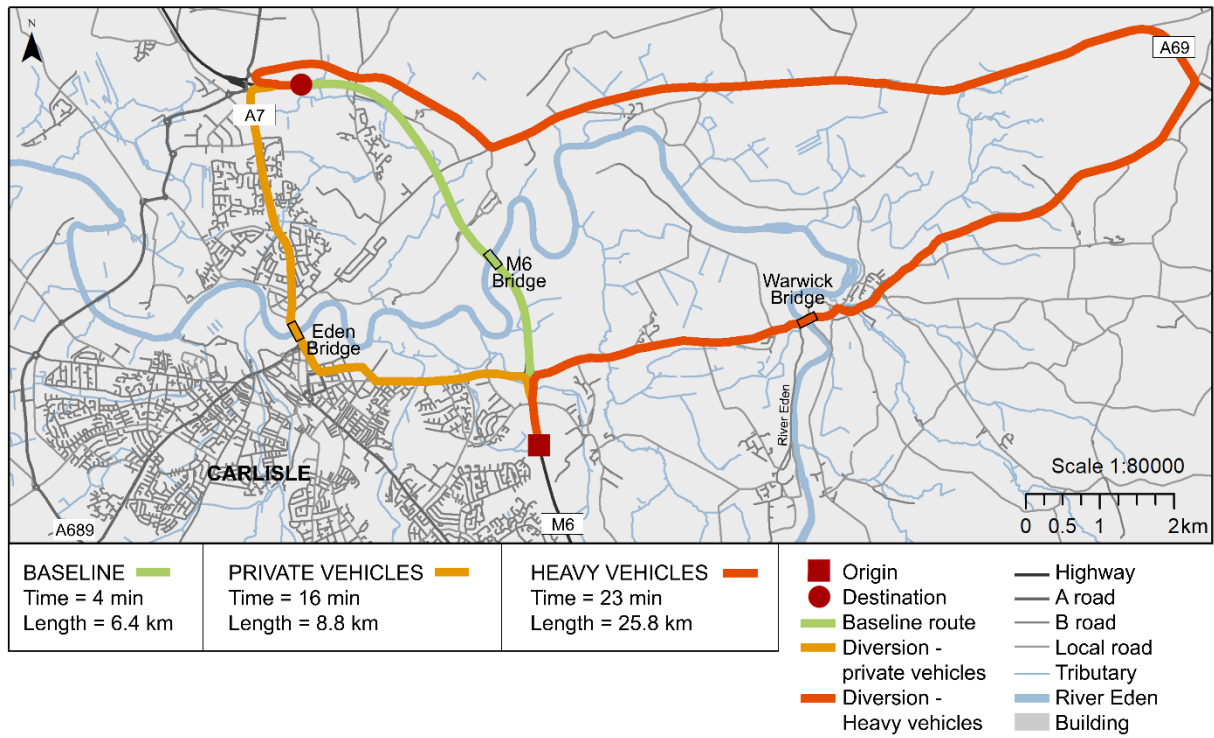 N
A69
A7
M6
Bridge
Warwick
Bridge
Eden
Bridge
River Eden
CARLISLE
Scale 1:80000
0 0.5 1 2km
A689
M6
BASELINE
Time = 4 min
Length = 6.4 km
PRIVATE VEHICLES
Time = 16 min
Length = 8.8 km
HEAVY VEHICLES
Time = 23 min
Length = 25.8 km
Origin
Destination
Baseline route
Diversion -
private vehicles
Diversion -
Heavy vehicles
Highway
A road
B road
Local road
Tributary
River Eden
Building